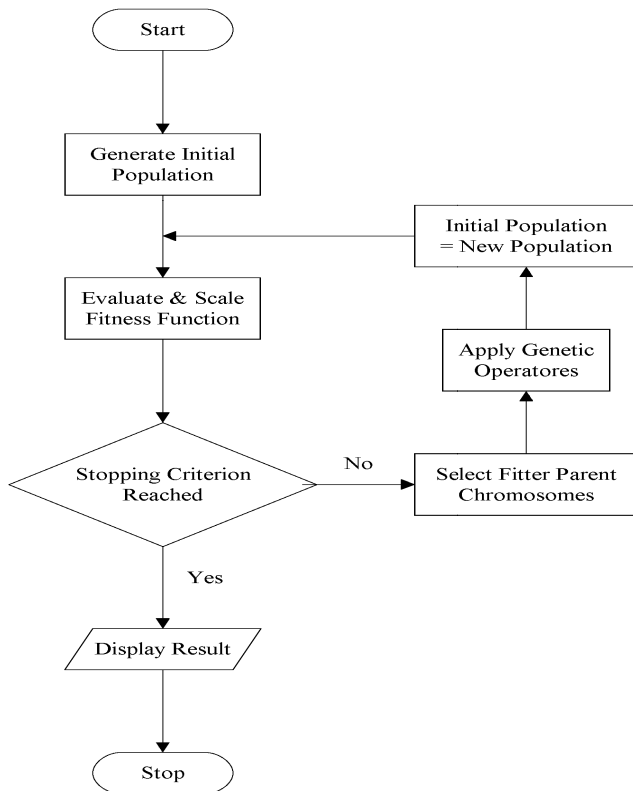 Start
Generate Initial
Population
Initial Population
= New Population
Evaluate & Scale
Fitness Function
Apply Genetic
Operatores
Stopping Criterion
Reached
No
Select Fitter Parent
Chromosomes
Yes
Display Result
Stop